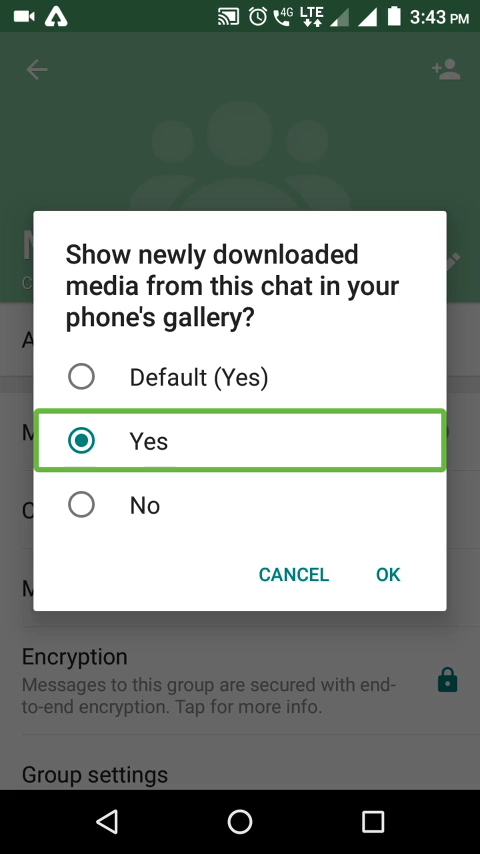 4G LTE 3:43 PM
Show newly downloaded
media from this chat in your
phone's gallery?
Default (Yes)
Yes
No
CANCEL OK
Encryption
Messages to this group are secured with end-
to-end encryption. Tap for more info.
Group settings